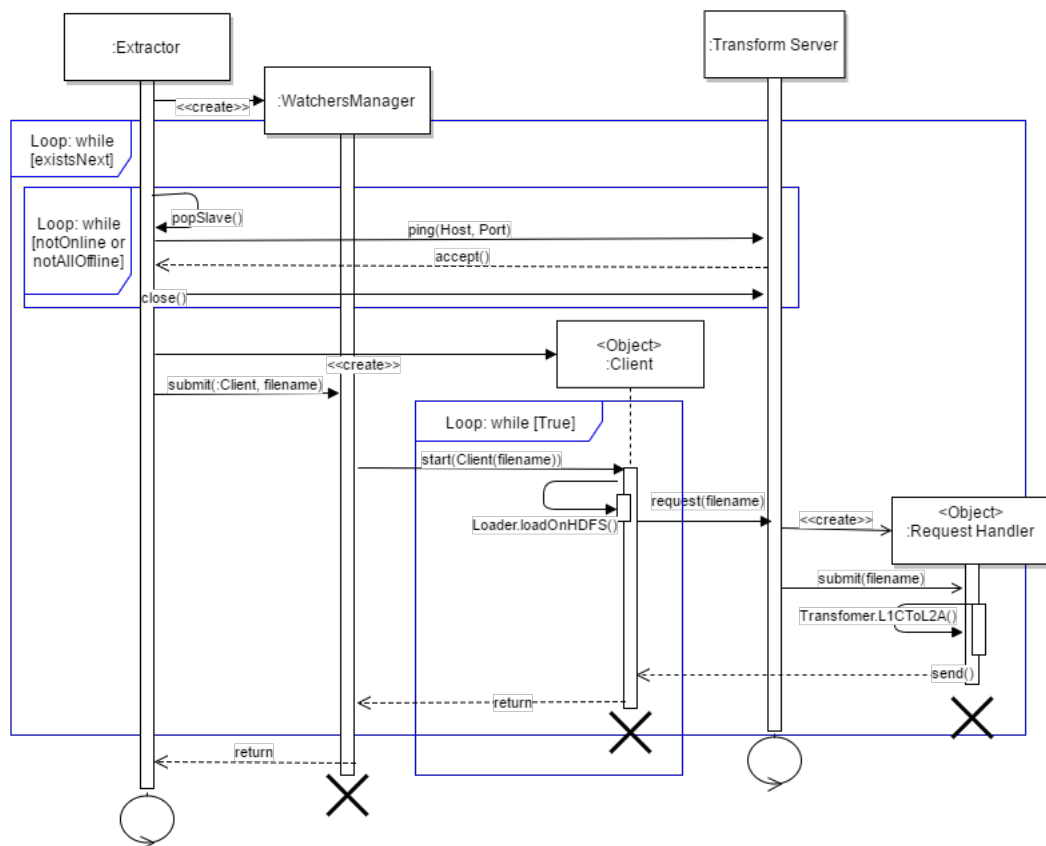 :Extractor
:Transform Server
<<create>>
:WatchersManager
Loop: while
[existsNext]
popSlave()
Loop: while
[notOnline or
notAllOffline]
ping(Host, Port)
accept()
close()
<Object>
:Client
<<create>>
submit(:Client, filename)
Loop: while [True]
start(Client(filename))
request(filename)
Loader.loadOnHDFS()
<<create>>
<Object>
:Request Handler
submit(filename)
Transfomer.L1CToL2A()
send()
return
return